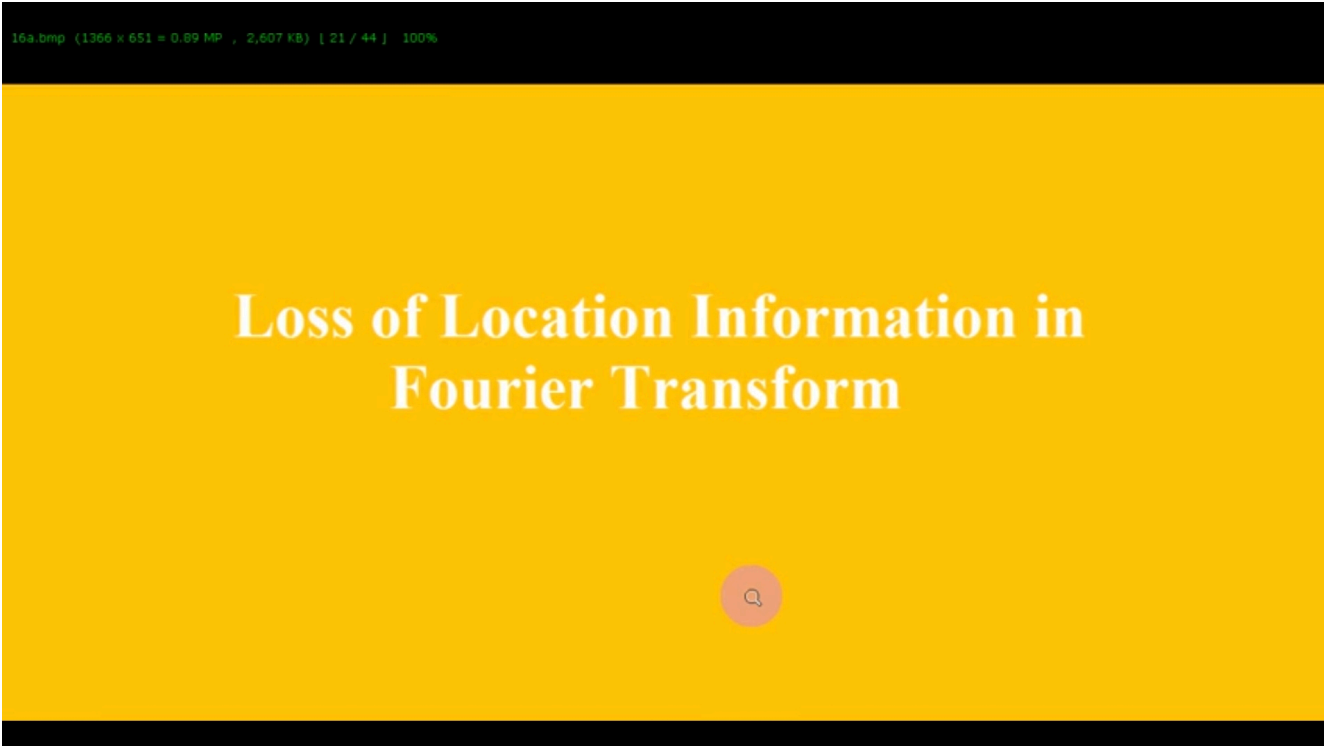 16a.bmp (1366 x 651 = 0.89 MP , 2,607 KB) [ 21 / 44 ] 100%
Loss of Location Information in
Fourier Transform